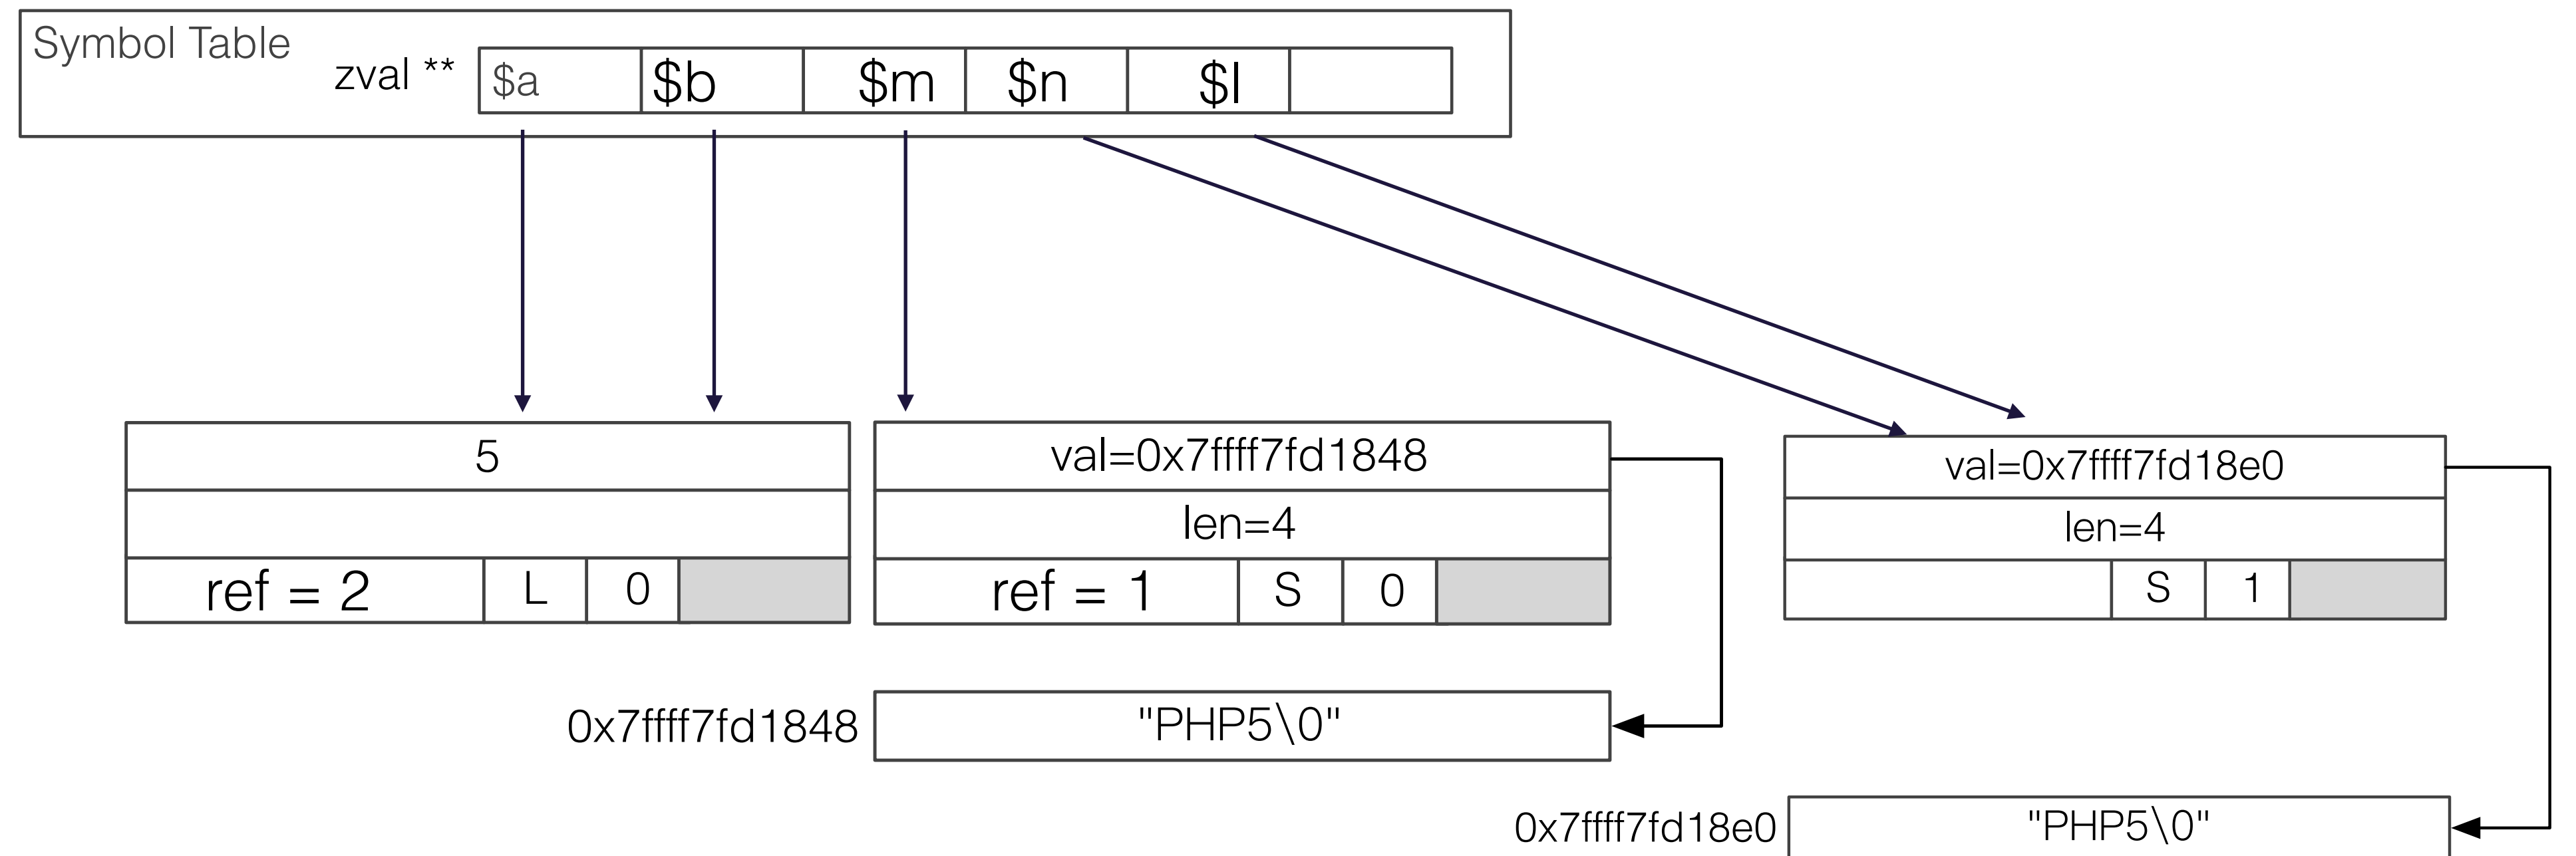 Symbol Table
zval ** $a $b $m $n $l
5
ref = 2 L 0
val=0x7ffff7fd1848
len=4
ref = 1 S 0
val=0x7ffff7fd18e0
len=4
S 1
0x7ffff7fd1848 "PHP5\0"
0x7ffff7fd18e0 "PHP5\0"